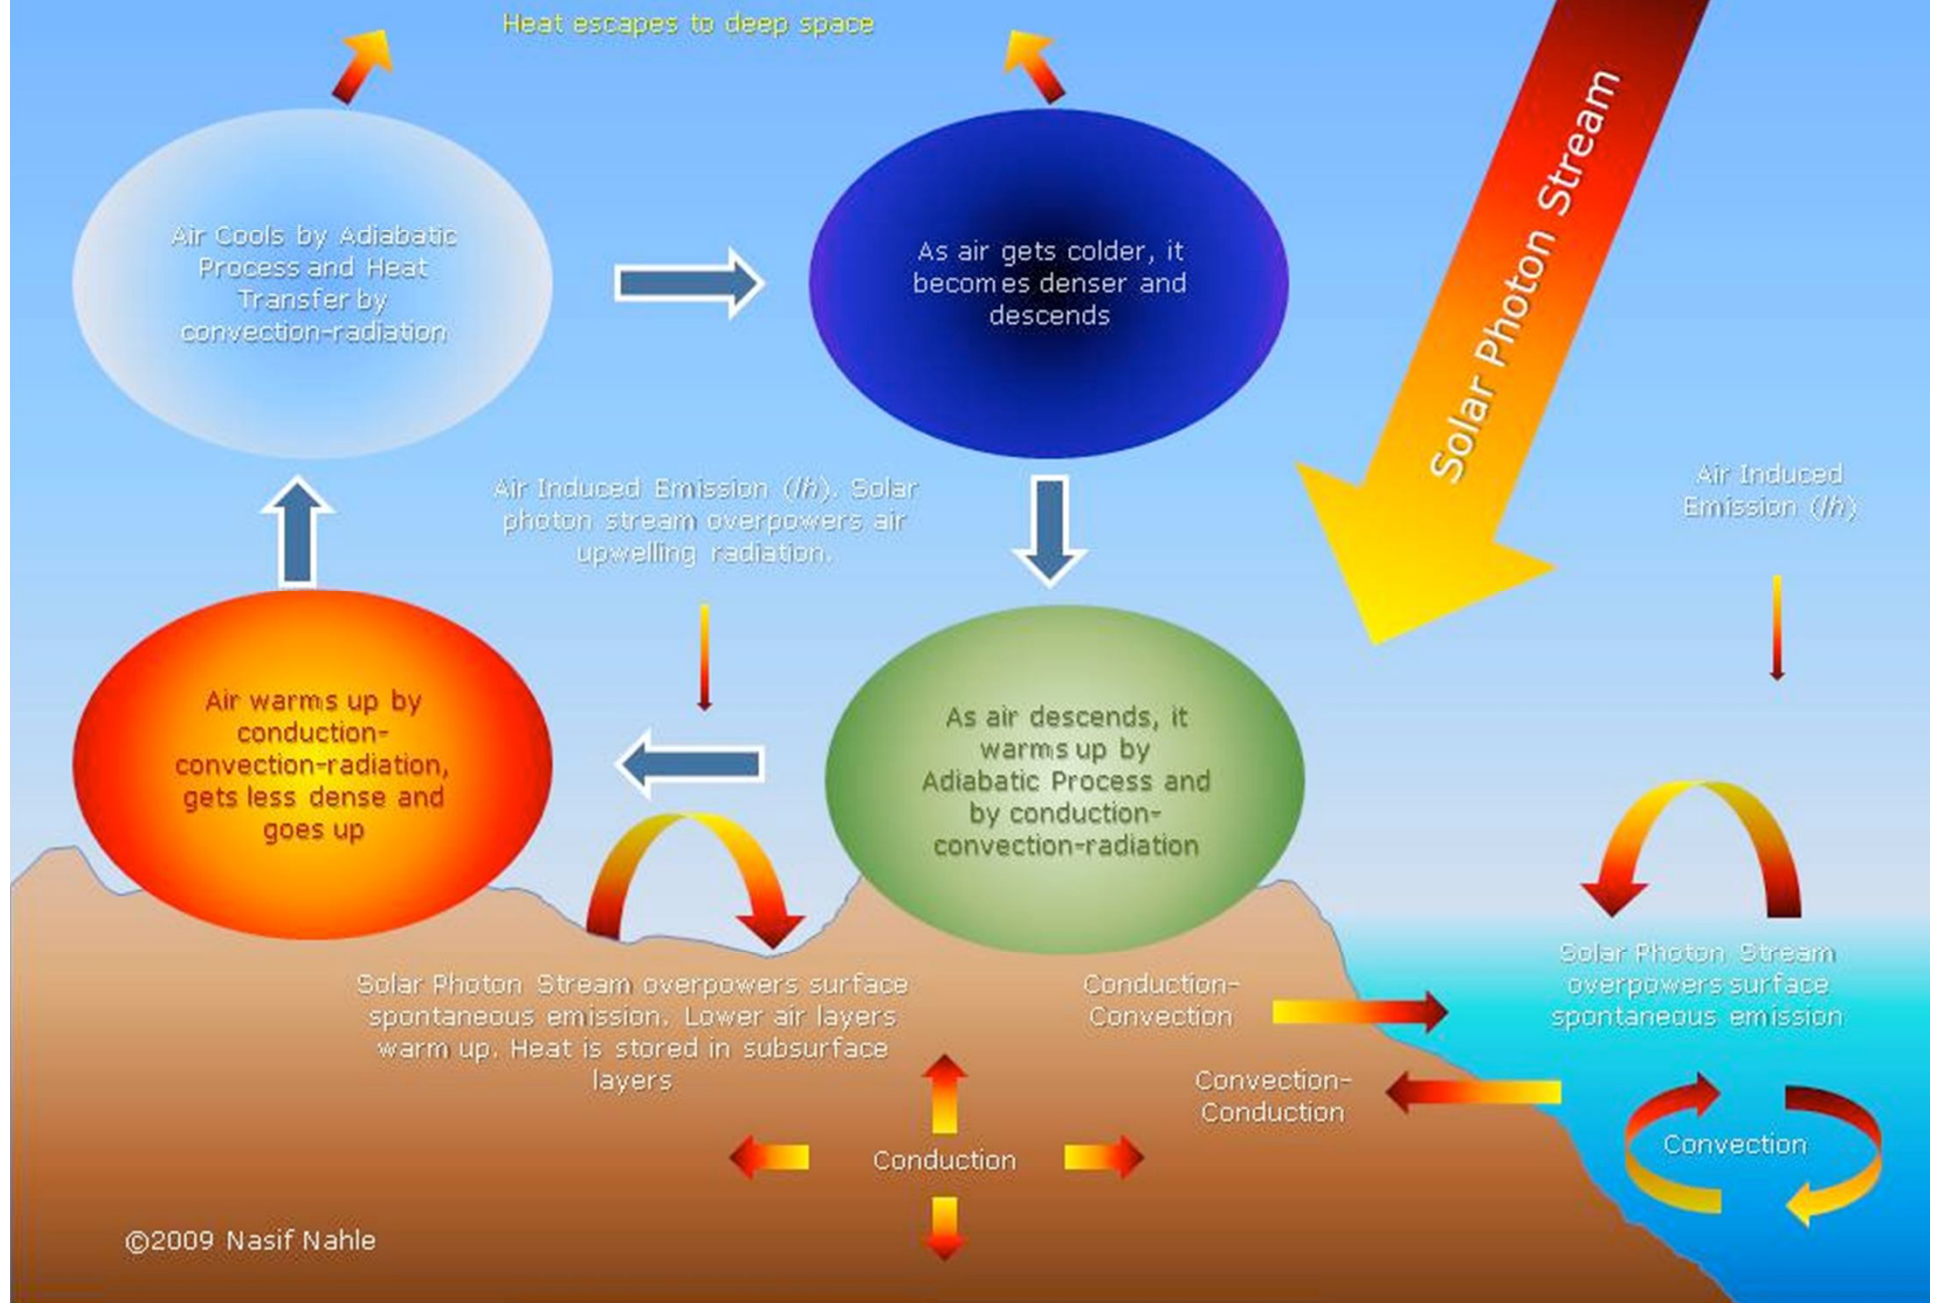 Heat escapes to deep space
Air Cools by Adiabatic
Process and Heat
Transfer by
convection-radiation
As air gets colder, it
becomes denser and
descends
Solar Photon Stream
Air Induced Emission (Ih). Solar
photon stream overpowers air
upwelling radiation.
Air Induced
Emission (Ih)
Air warms up by
conduction-
convection-radiation,
gets less dense and
goes up
As air descends, it
warms up by
Adiabatic Process and
by conduction-
convection-radiation
Solar Photon Stream overpowers surface
spontaneous emission. Lower air layers
warm up. Heat is stored in subsurface
layers
Conduction-
Convection
Solar Photon Stream
overpowers surface
spontaneous emission
Convection-
Conduction
Conduction
Convection
©2009 Nasif Nahle